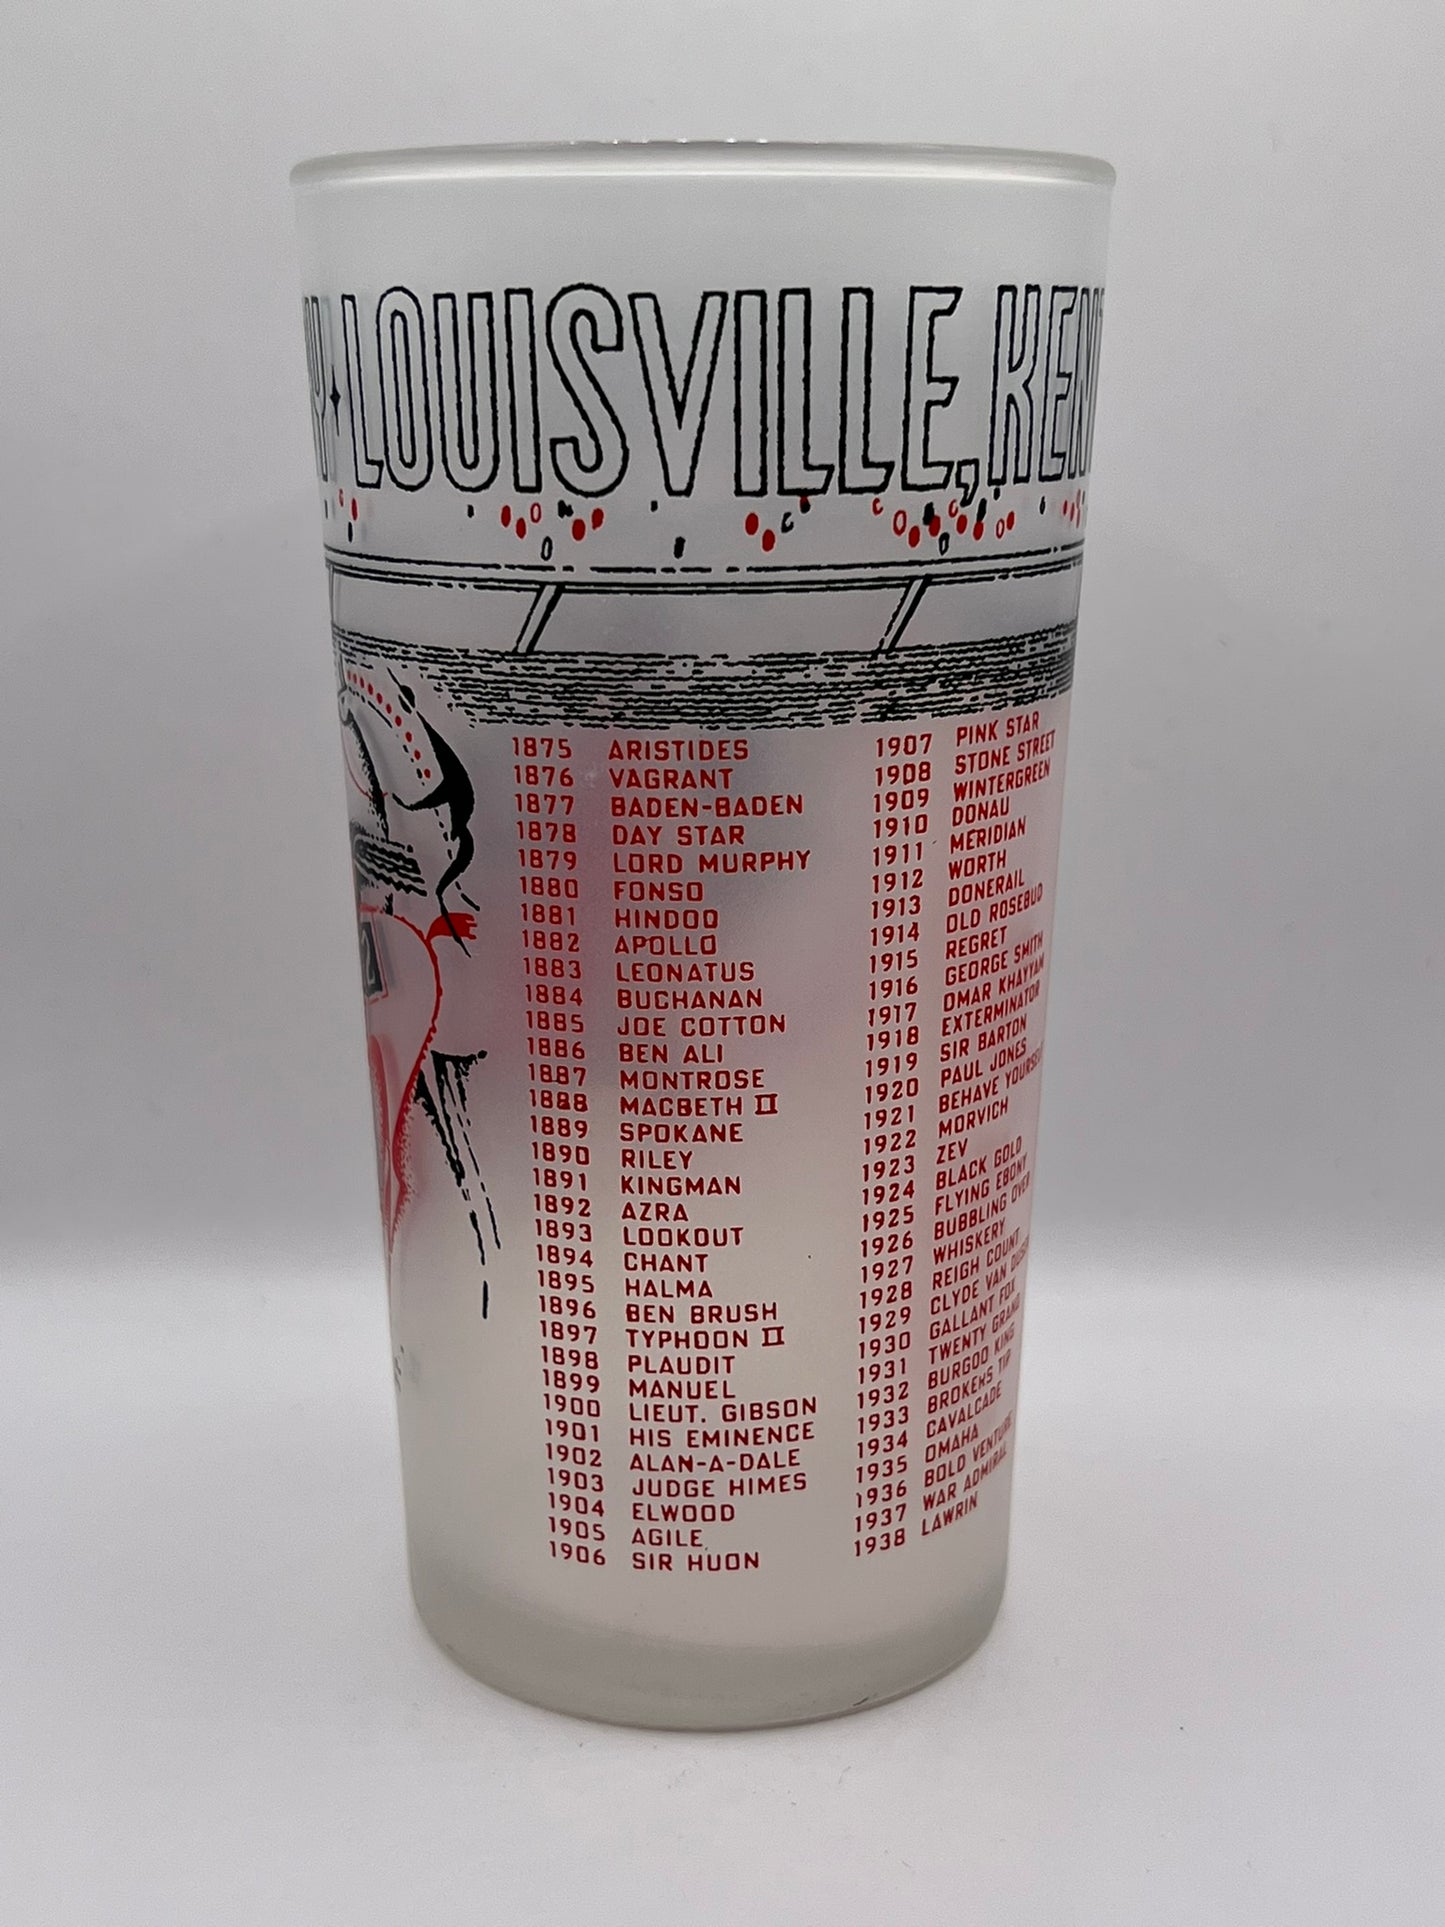 Y ✦ LOUISVILLE, KENT
2
1875 ARISTIDES
1876 VAGRANT
1877 BADEN-BADEN
1878 DAY STAR
1879 LORD MURPHY
1880 FONSO
1881 HINDOO
1882 APOLLO
1883 LEONATUS
1884 BUCHANAN
1885 JOE COTTON
1886 BEN ALI
1887 MONTROSE
1888 MACBETH II
1889 SPOKANE
1890 RILEY
1891 KINGMAN
1892 AZRA
1893 LOOKOUT
1894 CHANT
1895 HALMA
1896 BEN BRUSH
1897 TYPHOON II
1898 PLAUDIT
1899 MANUEL
1900 LIEUT. GIBSON
1901 HIS EMINENCE
1902 ALAN-A-DALE
1903 JUDGE HIMES
1904 ELWOOD
1905 AGILE
1906 SIR HUON
1907 PINK STAR
1908 STONE STREET
1909 WINTERGREEN
1910 DONAU
1911 MERIDIAN
1912 WORTH
1913 DONERAIL
1914 OLD ROSEBUD
1915 REGRET
1916 GEORGE SMITH
1917 OMAR KHAYYAM
1918 EXTERMINATOR
1919 SIR BARTON
1920 PAUL JONES
1921 BEHAVE YOURSELF
1922 MORVICH
1923 ZEV
1924 BLACK GOLD
1925 FLYING EBONY
1926 BUBBLING OVER
1927 WHISKERY
1928 REIGH COUNT
1929 CLYDE VAN DUSEN
1930 GALLANT FOX
1931 TWENTY GRAND
1932 BURGOO KING
1933 BROKERS TIP
1934 CAVALCADE
1935 OMAHA
1936 BOLD VENTURE
1937 WAR ADMIRAL
1938 LAWRIN